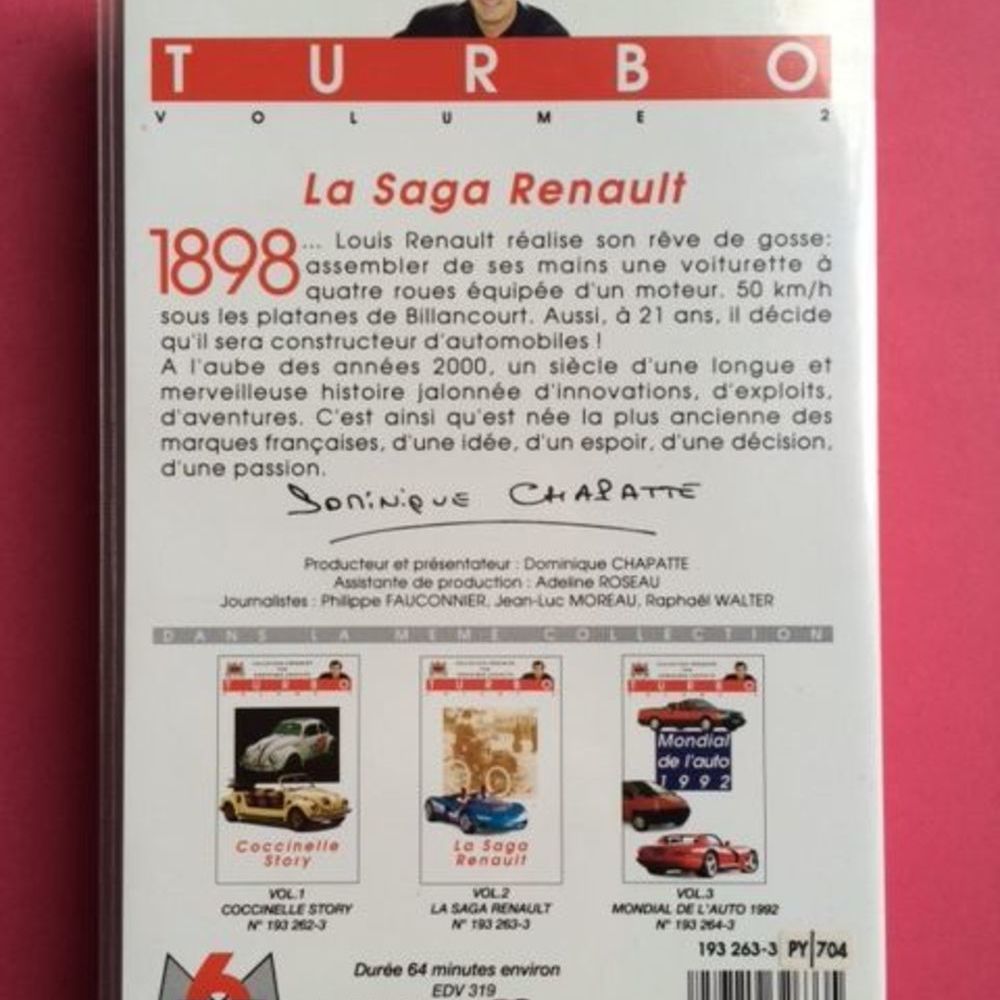 TURBO
VOLUME 2
La Saga Renault
1898... Louis Renault réalise son rêve de gosse:
assembler de ses mains une voiturette à
quatre roues équipée d'un moteur. 50 km/h
sous les platanes de Billancourt. Aussi, à 21 ans, il décide
qu'il sera constructeur d'automobiles !
A l'aube des années 2000, un siècle d'une longue et
merveilleuse histoire jalonnée d'innovations, d'exploits,
d'aventures. C'est ainsi qu'est née la plus ancienne des
marques françaises, d'une idée, d'un espoir, d'une décision,
d'une passion.
Dominique CHAPATTE
Producteur et présentateur : Dominique CHAPATTE
Assistante de production : Adeline ROSEAU
Journalistes : Philippe FAUCONNIER, Jean-Luc MOREAU, Raphaël WALTER
DANS LA MEME COLLECTION
TURBO
Coccinelle
Story
VOL.1
COCCINELLE STORY
N° 193 262-3
TURBO
La Saga
Renault
VOL.2
LA SAGA RENAULT
N° 193 263-3
TURBO
Mondial
de l'auto
1992
VOL.3
MONDIAL DE L'AUTO 1992
N° 193 264-3
193 263-3 PY 704
6
Durée 64 minutes environ
EDV 319